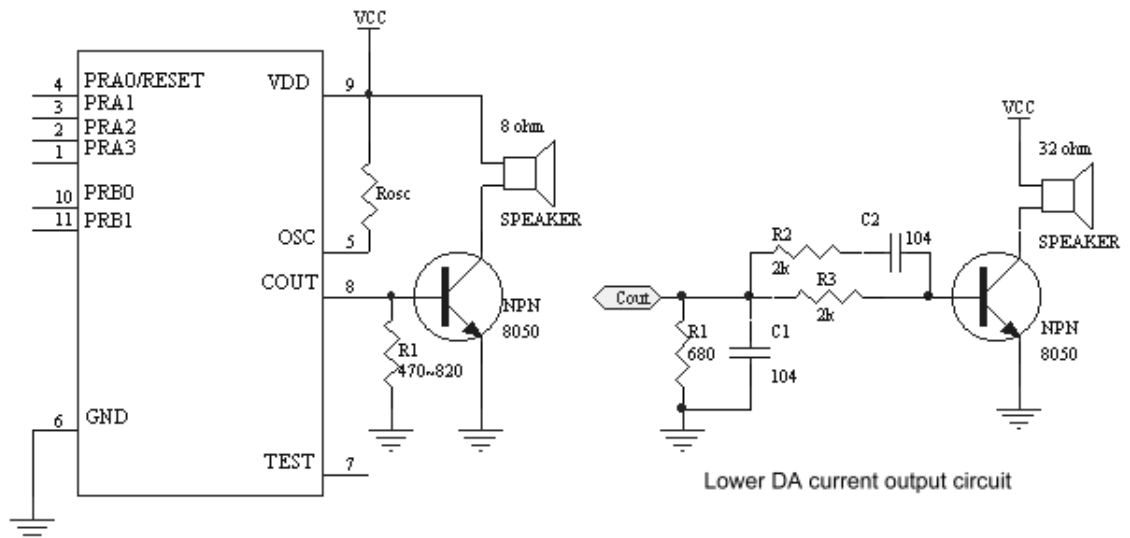 VCC
4 PRA0/RESET
3 PRA1
2 PRA2
1 PRA3
10 PRB0
11 PRB1
6 GND
VDD 9
OSC 5
COUT 8
TEST 7
Rosc
8 ohm
SPEAKER
NPN
8050
R1
470~820
VCC
32 ohm
SPEAKER
C2
104
R2
2k
R3
2k
Cout
R1
680
C1
104
NPN
8050
Lower DA current output circuit